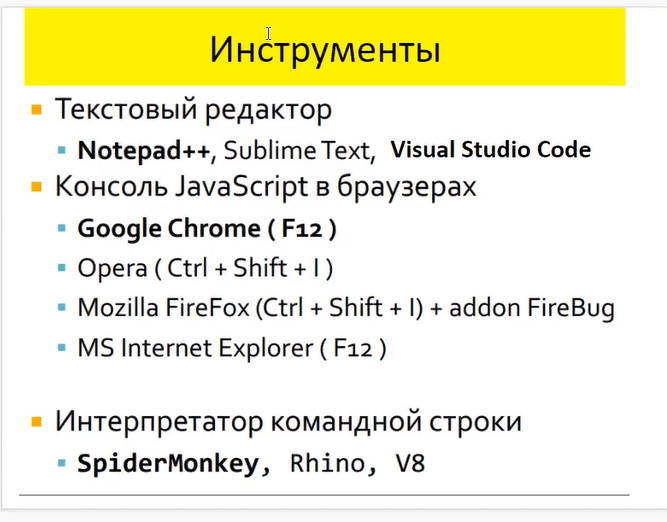 Инструменты
Текстовый редактор
Notepad++, Sublime Text, Visual Studio Code
Консоль JavaScript в браузерах
Google Chrome ( F12 )
Opera ( Ctrl + Shift + I )
Mozilla FireFox (Ctrl + Shift + I) + addon FireBug
MS Internet Explorer ( F12 )
Интерпретатор командной строки
SpiderMonkey, Rhino, V8